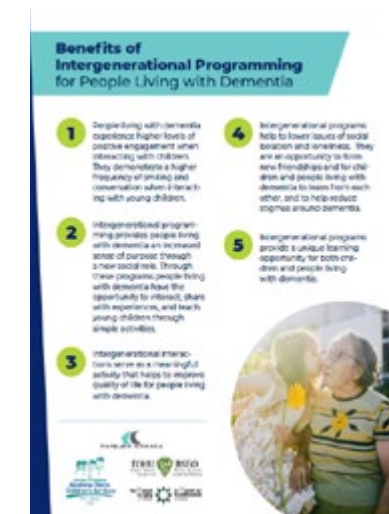 Benefits of
Intergenerational Programming
for People Living with Dementia
1
People living with dementia
experience higher levels of
positive engagement when
interacting with children.
They demonstrate a higher
frequency of smiling and
conversation when interact-
ing with young children.
2
Intergenerational program-
ming provides people living
with dementia an increased
sense of purpose through
a new social role. Through
these programs people living
with dementia have the
opportunity to interact, share
with experiences, and teach
young children through
simple activities.
3
Intergenerational interac-
tions serve as a meaningful
activity that helps to improve
quality of life for people living
with dementia.
4
Intergenerational programs
help to lower issues of social
isolation and loneliness. They
are an opportunity to form
new friendships and for chil-
dren and people living with
dementia to learn from each
other, and to help reduce
stigmas around dementia.
5
Intergenerational programs
provide a unique learning
opportunity for both chil-
dren and people living
with dementia.